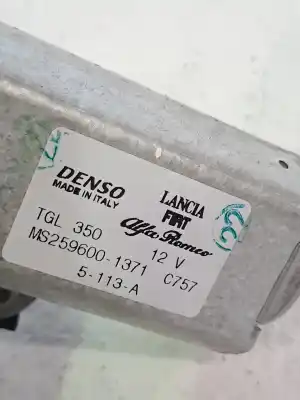 DENSO
MADE IN ITALY
LANCIA
FIAT
Alfa Romeo
TGL 350
12 V
MS259600-1371
C757
5-113-A